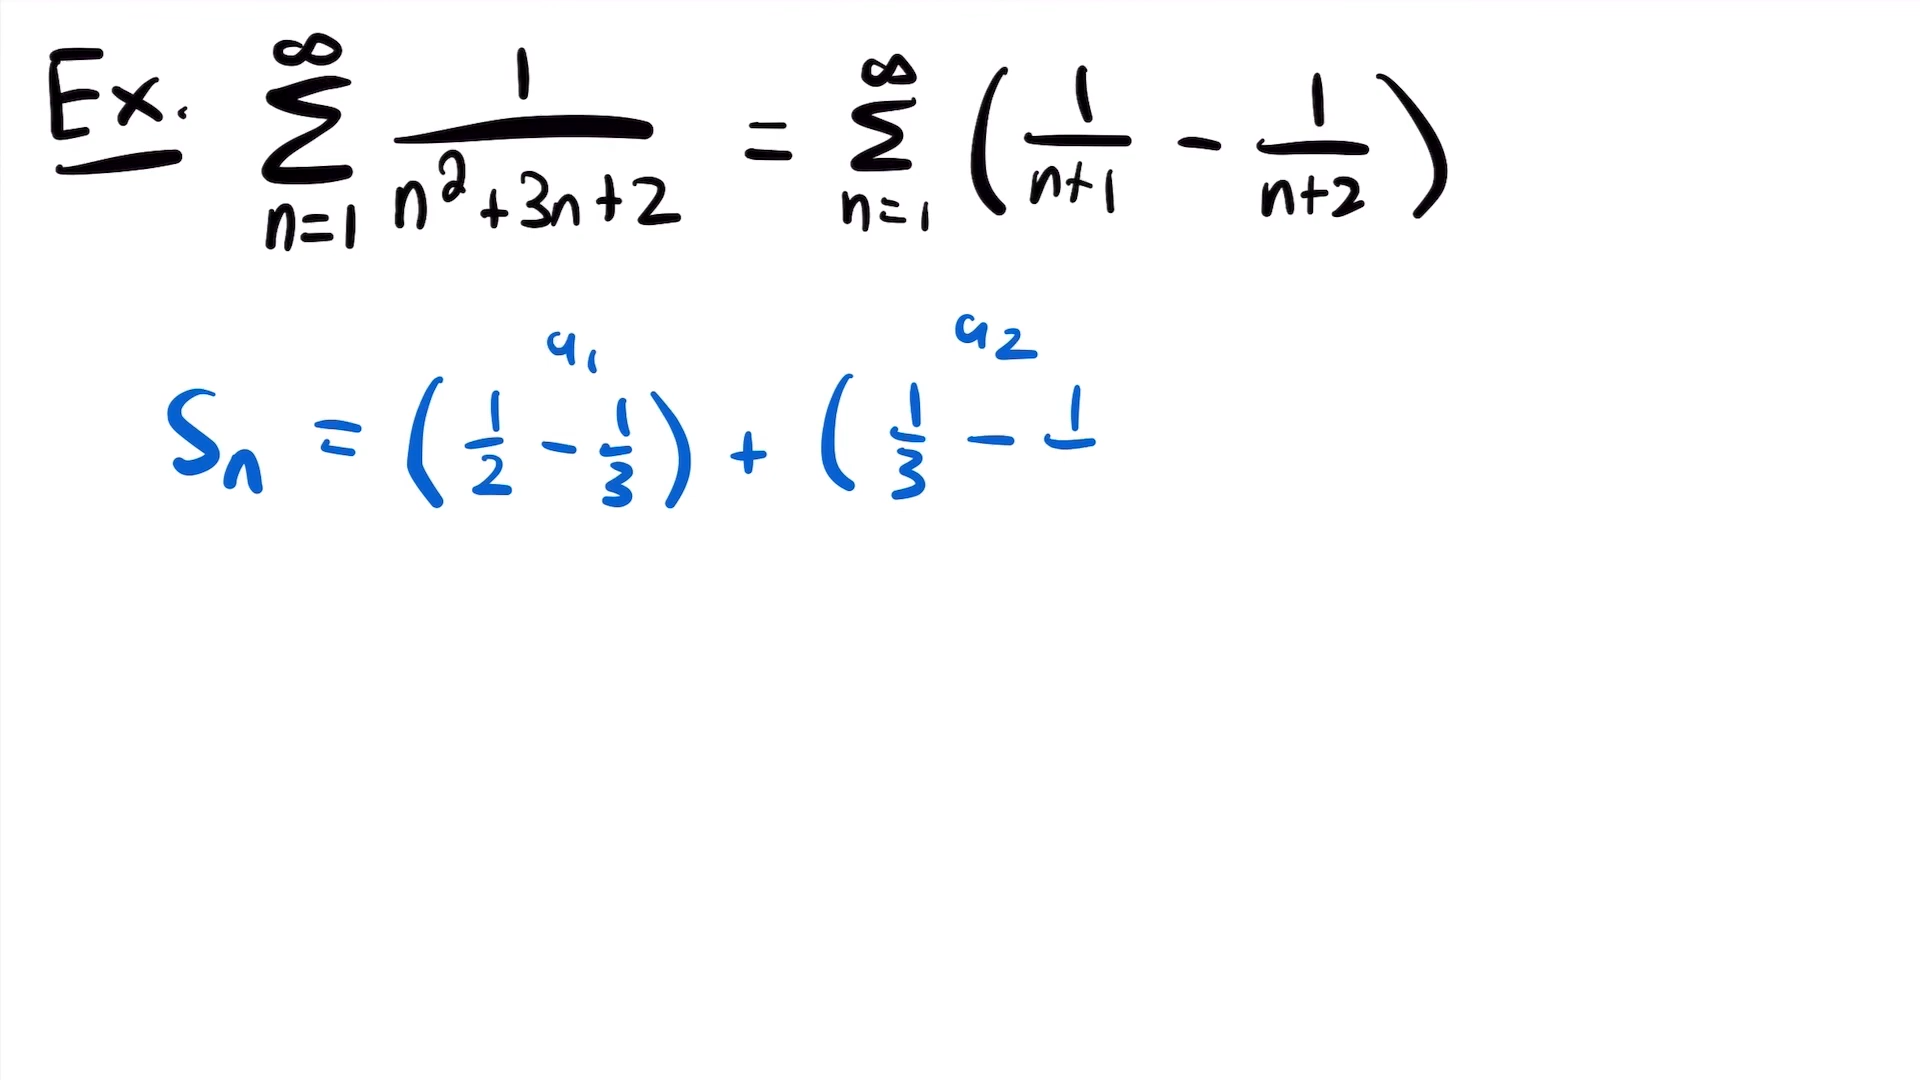 Ex. ∑_{n=1}^{∞} 1/(n²+3n+2) = ∑_{n=1}^{∞} (1/(n+1) - 1/(n+2))
a₁ a₂
Sₙ = (1/2 - 1/3) + (1/3 - 1/